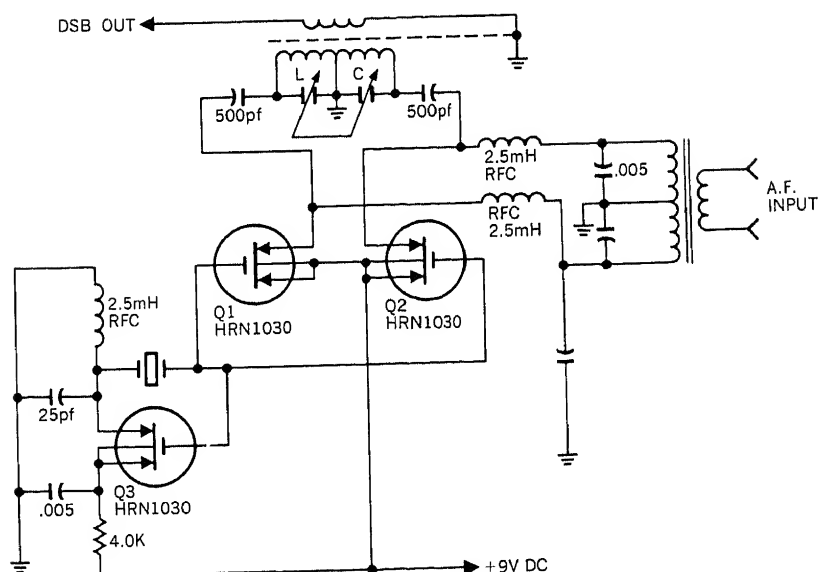 DSB OUT
L C
500pf
500pf
2.5mH
RFC
.005
A.F.
INPUT
RFC
2.5mH
Q1
HRN1030
Q2
HRN1030
2.5mH
RFC
25pf
Q3
HRN1030
.005
4.0K
+9V DC